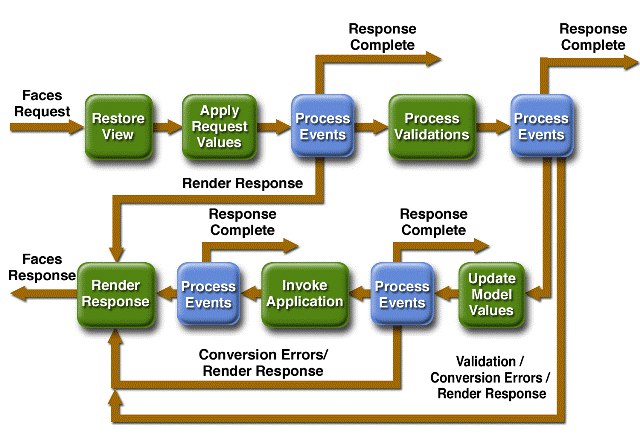 Response
Complete
Response
Complete
Faces
Request
Restore
View
Apply
Request
Values
Process
Events
Process
Validations
Process
Events
Render Response
Response
Complete
Response
Complete
Faces
Response
Render
Response
Process
Events
Invoke
Application
Process
Events
Update
Model
Values
Conversion Errors/
Render Response
Validation /
Conversion Errors /
Render Response